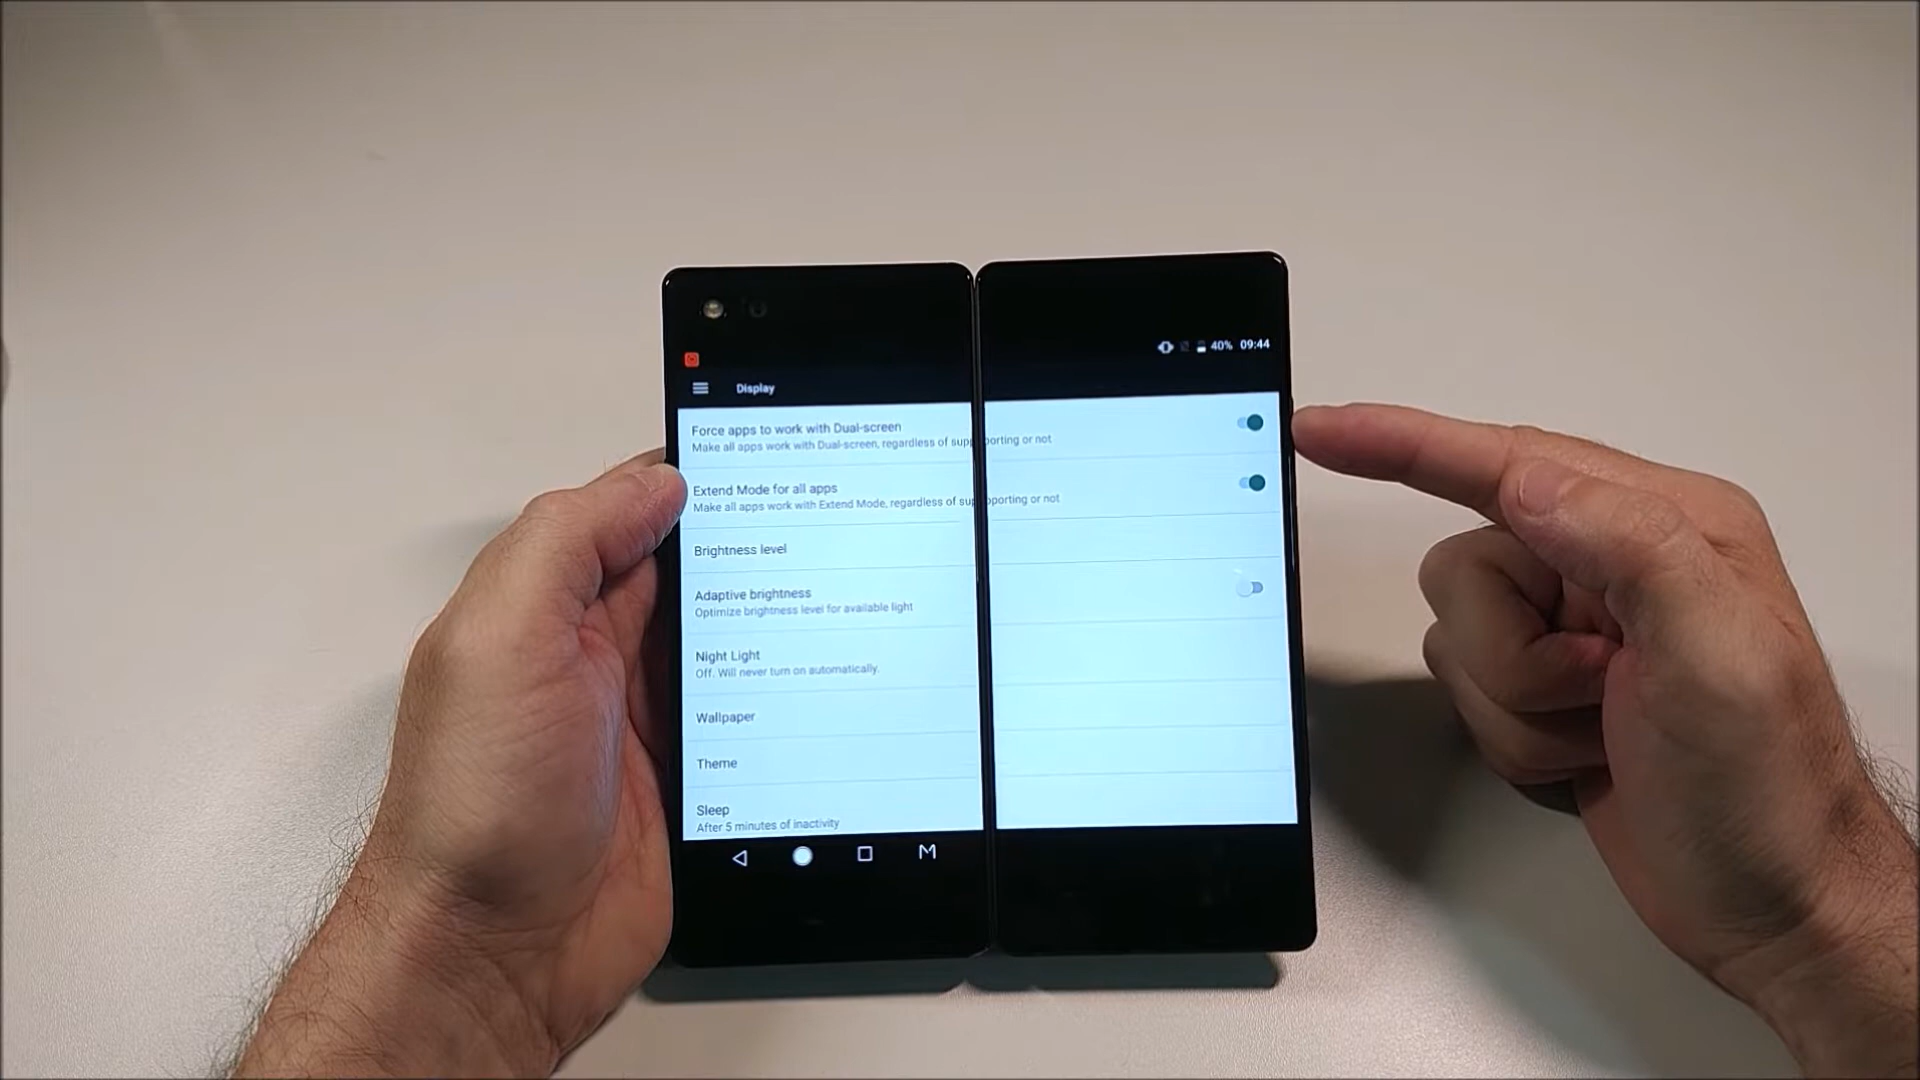 40% 09:44
Display
Force apps to work with Dual-screen
Make all apps work with Dual-screen, regardless of supporting or not
Extend Mode for all apps
Make all apps work with Extend Mode, regardless of supporting or not
Brightness level
Adaptive brightness
Optimize brightness level for available light
Night Light
Off. Will never turn on automatically.
Wallpaper
Theme
Sleep
After 5 minutes of inactivity
M